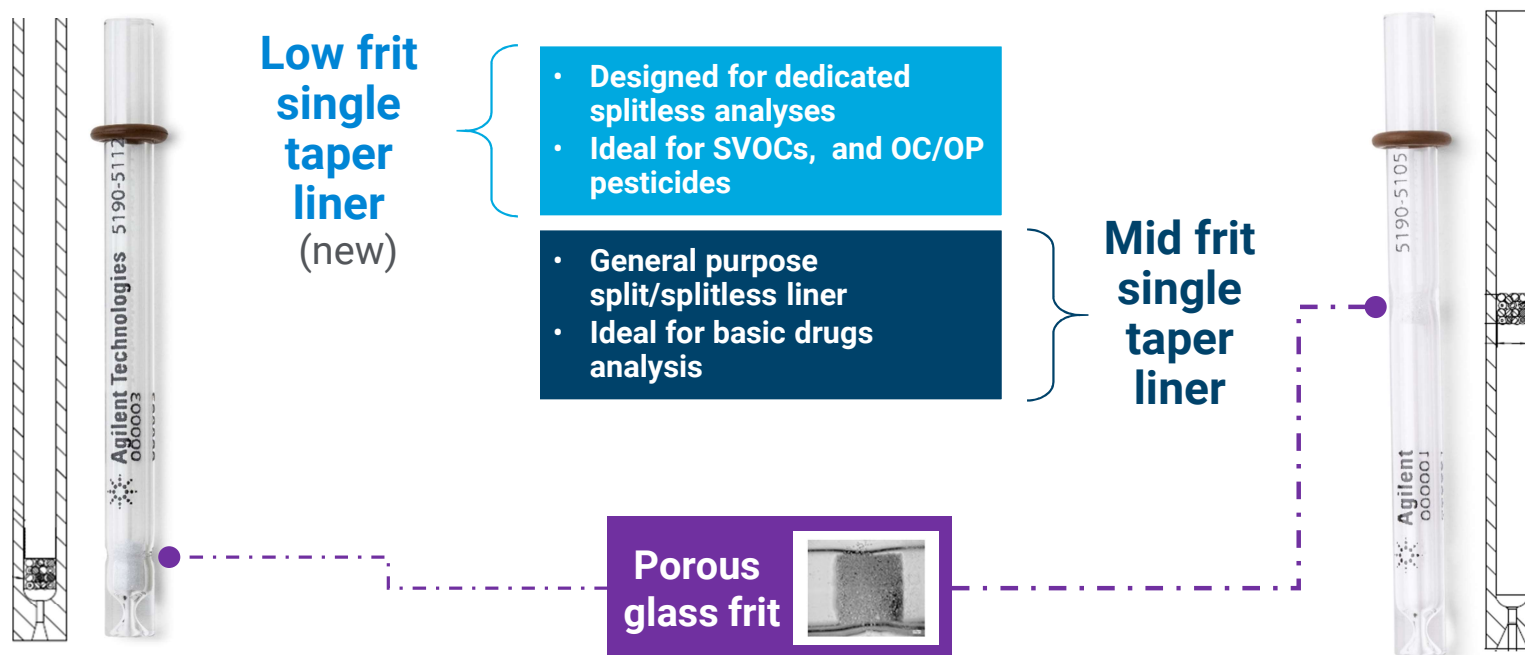 Low frit
single
taper
liner
(new)
• Designed for dedicated
splitless analyses
• Ideal for SVOCs, and OC/OP
pesticides
• General purpose
split/splitless liner
• Ideal for basic drugs
analysis
Mid frit
single
taper
liner
Porous
glass frit
Agilent Technologies 5190-5112
000003
5190-5105
Agilent
000001